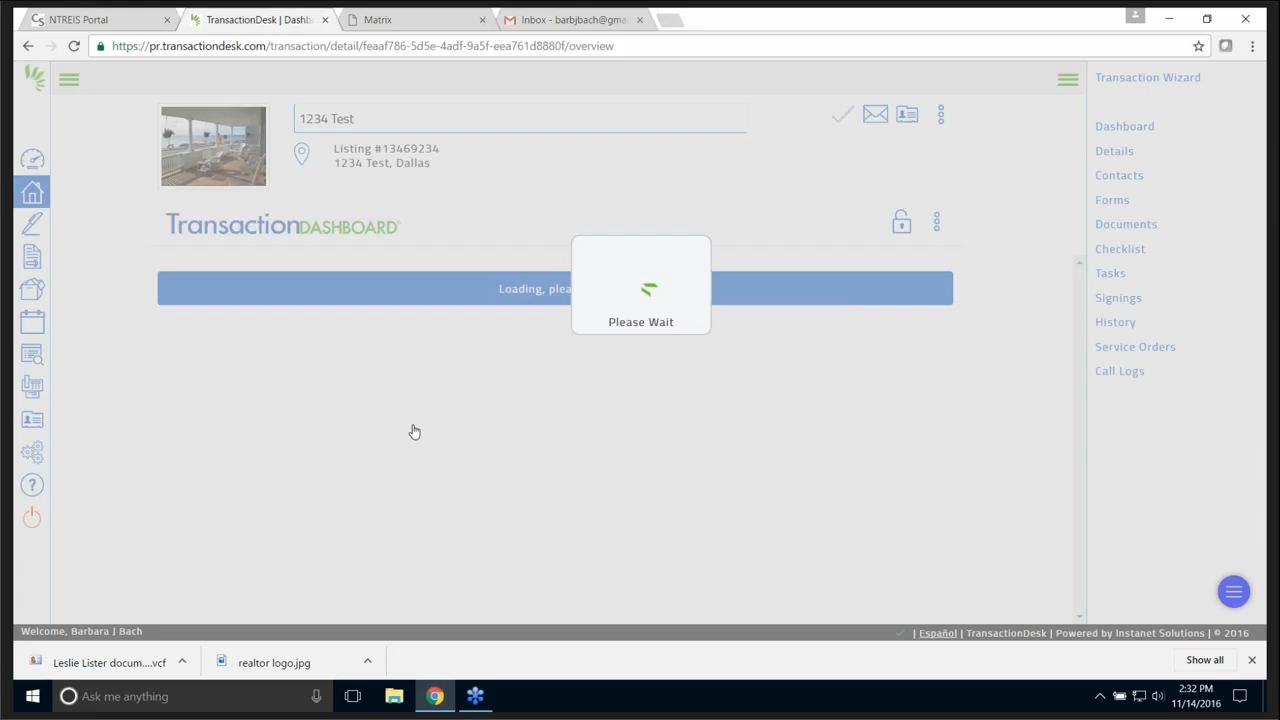 NTREIS Portal
TransactionDesk | Dashb
Matrix
Inbox - barbjbach@gma
https://pr.transactiondesk.com/transaction/detail/feaaf786-5d5e-4adf-9a5f-eea761d8880f/overview
Transaction Wizard
1234 Test
Listing #13469234
1234 Test, Dallas
TransactionDASHBOARD
Loading, plea
Please Wait
Dashboard
Details
Contacts
Forms
Documents
Checklist
Tasks
Signings
History
Service Orders
Call Logs
Welcome, Barbara J Bach
| Español | TransactionDesk | Powered by Instanet Solutions | © 2016
Leslie Lister docum....vcf
realtor logo.jpg
Show all
Ask me anything
2:32 PM
11/14/2016